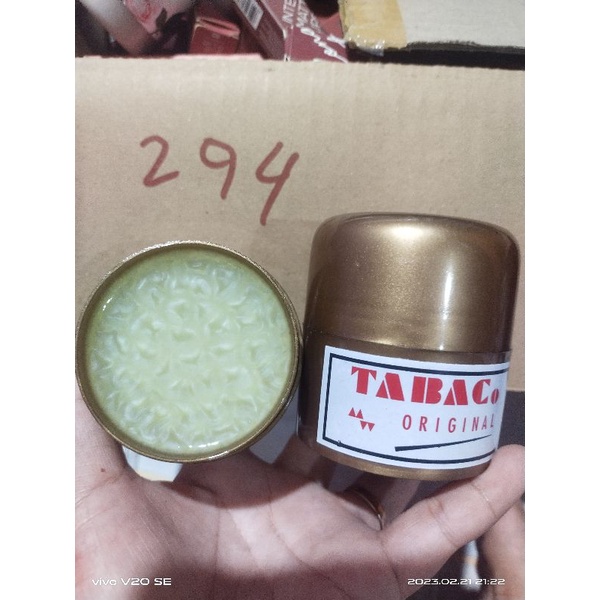 294
TABACo
ORIGINAL
vivo V20 SE
2023.02.21 21:22